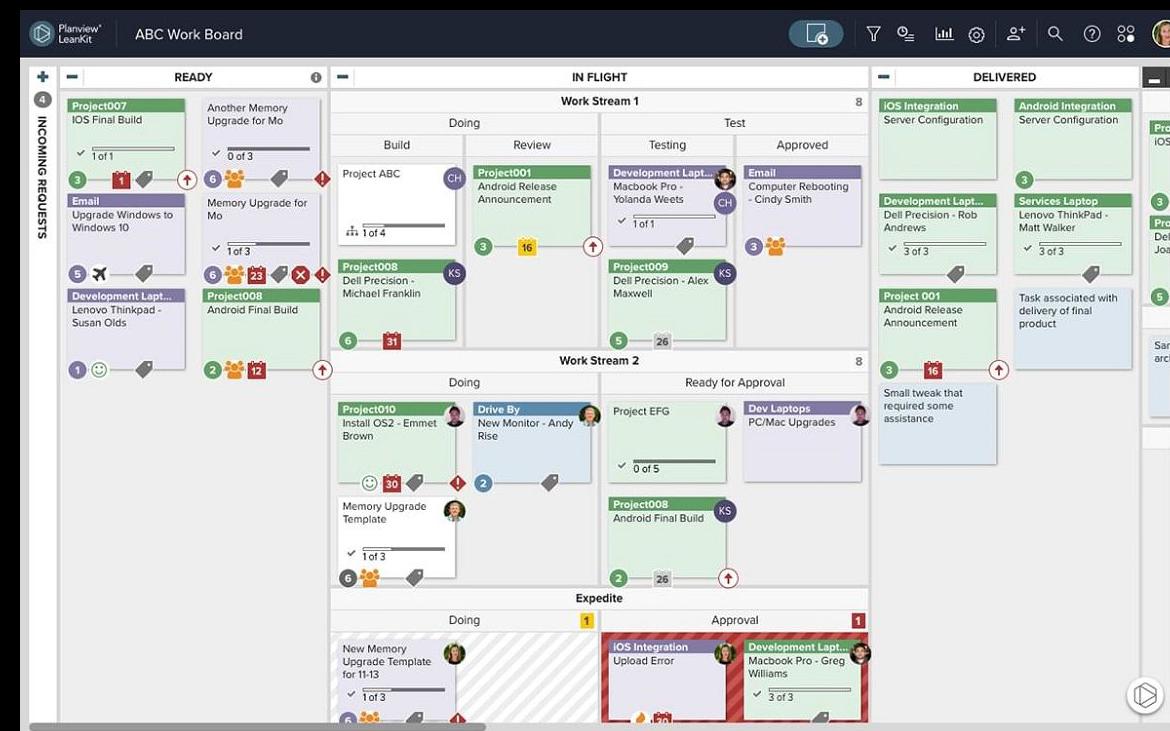 Planview®
LeanKit
ABC Work Board
4
INCOMING REQUESTS
READY
Project007
IOS Final Build
1 of 1
3
1
Another Memory
Upgrade for Mo
0 of 3
6
Email
Upgrade Windows to
Windows 10
5
Memory Upgrade for
Mo
1 of 3
6
23
Development Lapt...
Lenovo Thinkpad -
Susan Olds
1
Project008
Android Final Build
2
12
IN FLIGHT
Work Stream 1
8
Doing
Test
Build
Review
Testing
Approved
Project ABC
CH
1 of 4
Project001
Android Release
Announcement
3
16
Development Lapt...
Macbook Pro -
Yolanda Weets
CH
1 of 1
Email
Computer Rebooting
- Cindy Smith
3
Project008
KS
Dell Precision -
Michael Franklin
6
31
Project009
KS
Dell Precision - Alex
Maxwell
5
26
Work Stream 2
8
Doing
Ready for Approval
Project010
Install OS2 - Emmet
Brown
30
Drive By
New Monitor - Andy
Rise
2
Project EFG
0 of 5
Dev Laptops
PC/Mac Upgrades
Memory Upgrade
Template
1 of 3
6
Project008
KS
Android Final Build
2
26
Expedite
Doing
1
Approval
1
New Memory
Upgrade Template
for 11-13
1 of 3
6
iOS Integration
Upload Error
Development Lapt...
Macbook Pro - Greg
Williams
3 of 3
DELIVERED
iOS Integration
Server Configuration
Android Integration
Server Configuration
3
Development Lapt...
Dell Precision - Rob
Andrews
3 of 3
Services Laptop
Lenovo ThinkPad -
Matt Walker
3 of 3
Project 001
Android Release
Announcement
3
16
Task associated with
delivery of final
product
Small tweak that
required some
assistance
Pro
iOS
3
Pro
Del
Joa
5
San
arc